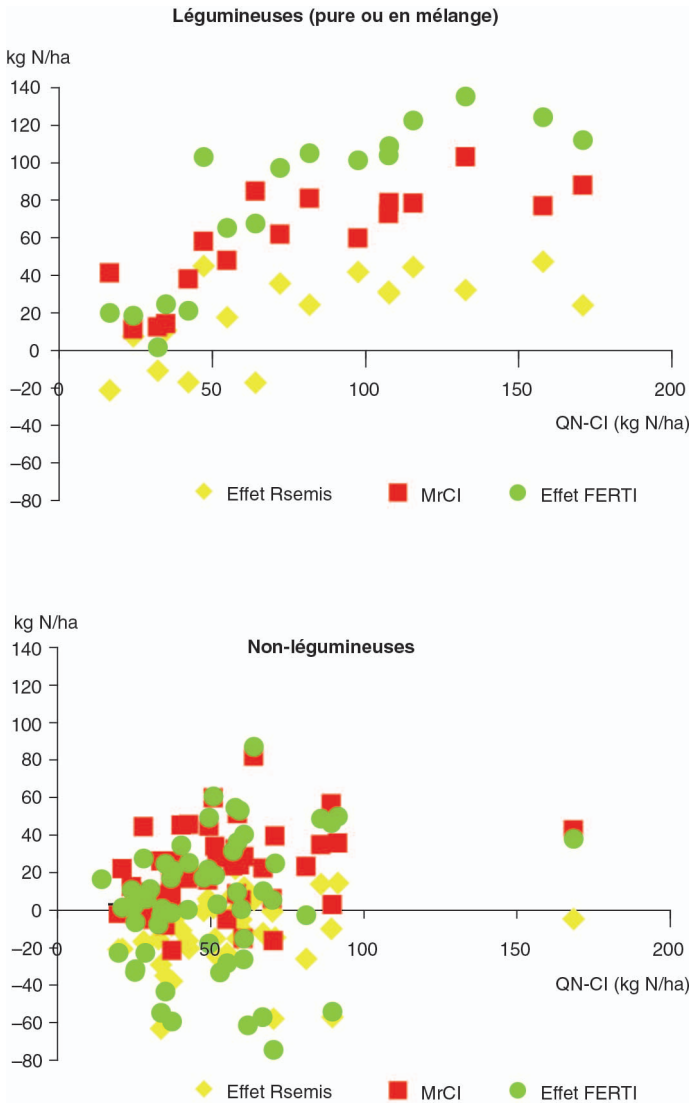 Légumineuses (pure ou en mélange)
kg N/ha
140
120
100
80
60
40
20
0
–20
–40
–60
–80
0 50 100 150 200
QN-CI (kg N/ha)
Effet Rsemis MrCI Effet FERTI
kg N/ha
Non-légumineuses
140
120
100
80
60
40
20
0
–20
–40
–60
–80
0 50 100 150 200
QN-CI (kg N/ha)
Effet Rsemis MrCI Effet FERTI